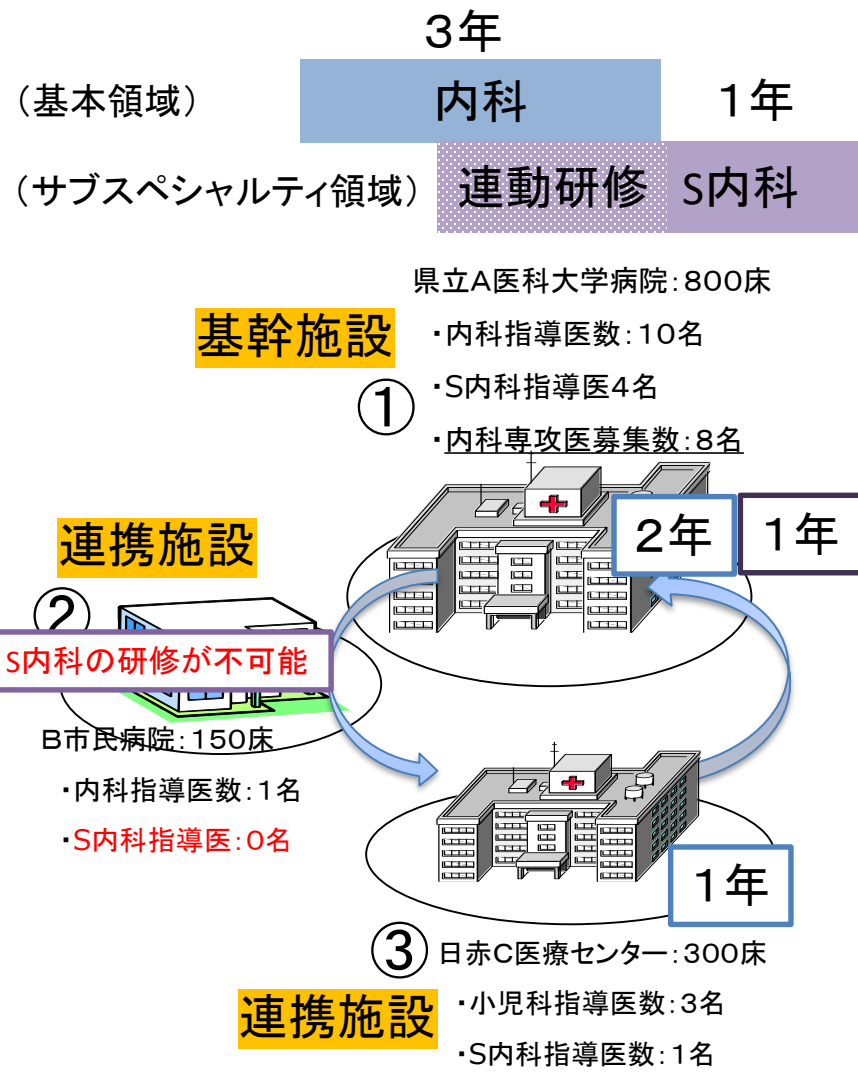 3年
(基本領域)
内科
1年
(サブスペシャルティ領域)
連動研修
S内科
県立A医科大学病院:800床
基幹施設
・内科指導医数:10名
①
・S内科指導医4名
・内科専攻医募集数:8名
2年
1年
連携施設
②
S内科の研修が不可能
B市民病院:150床
・内科指導医数:1名
・S内科指導医:0名
1年
③
日赤C医療センター:300床
連携施設
・小児科指導医数:3名
・S内科指導医数:1名